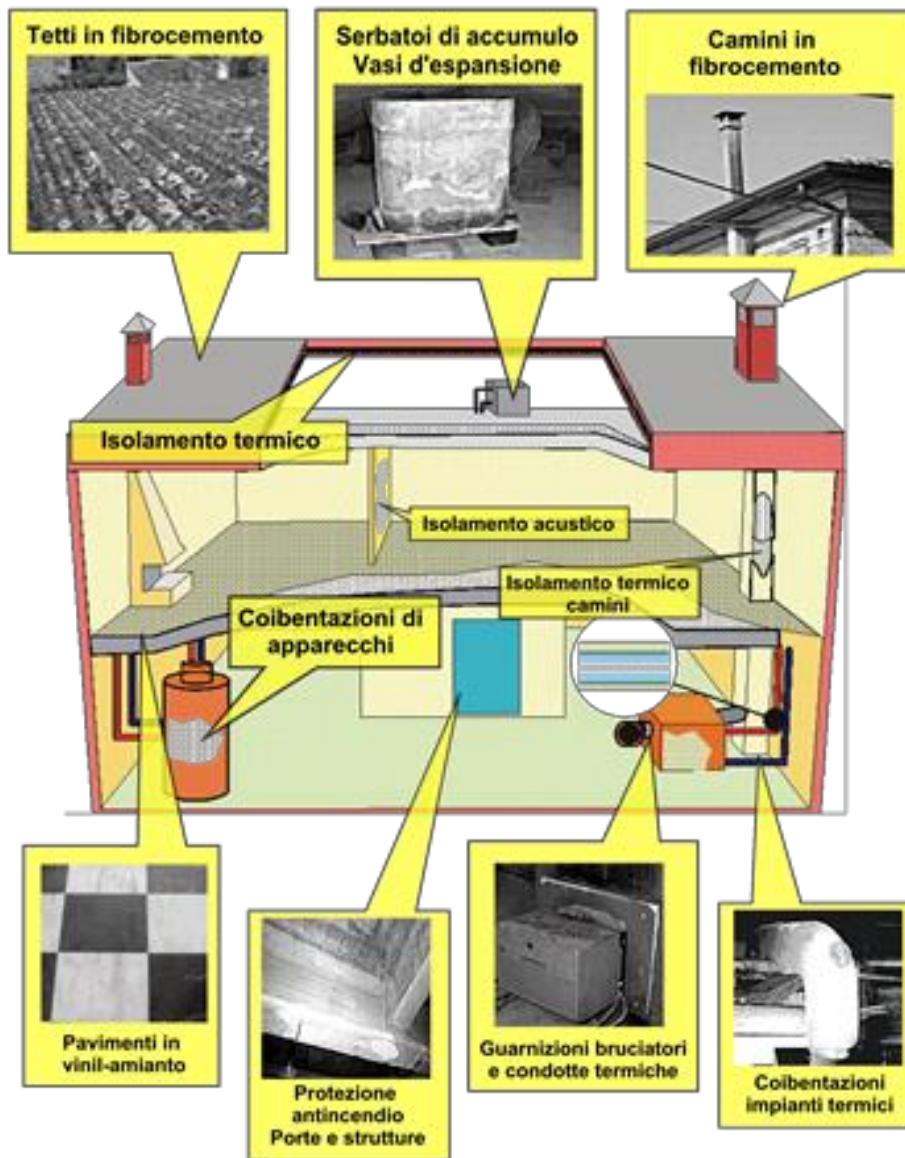 Tetti in fibrocemento
Serbatoi di accumulo
Vasi d'espansione
Camini in
fibrocemento
Isolamento termico
Isolamento acustico
Isolamento termico
camini
Coibentazioni di
apparecchi
Pavimenti in
vinil-amianto
Protezione
antincendio
Porte e strutture
Guarnizioni bruciatori
e condotte termiche
Coibentazioni
impianti termici